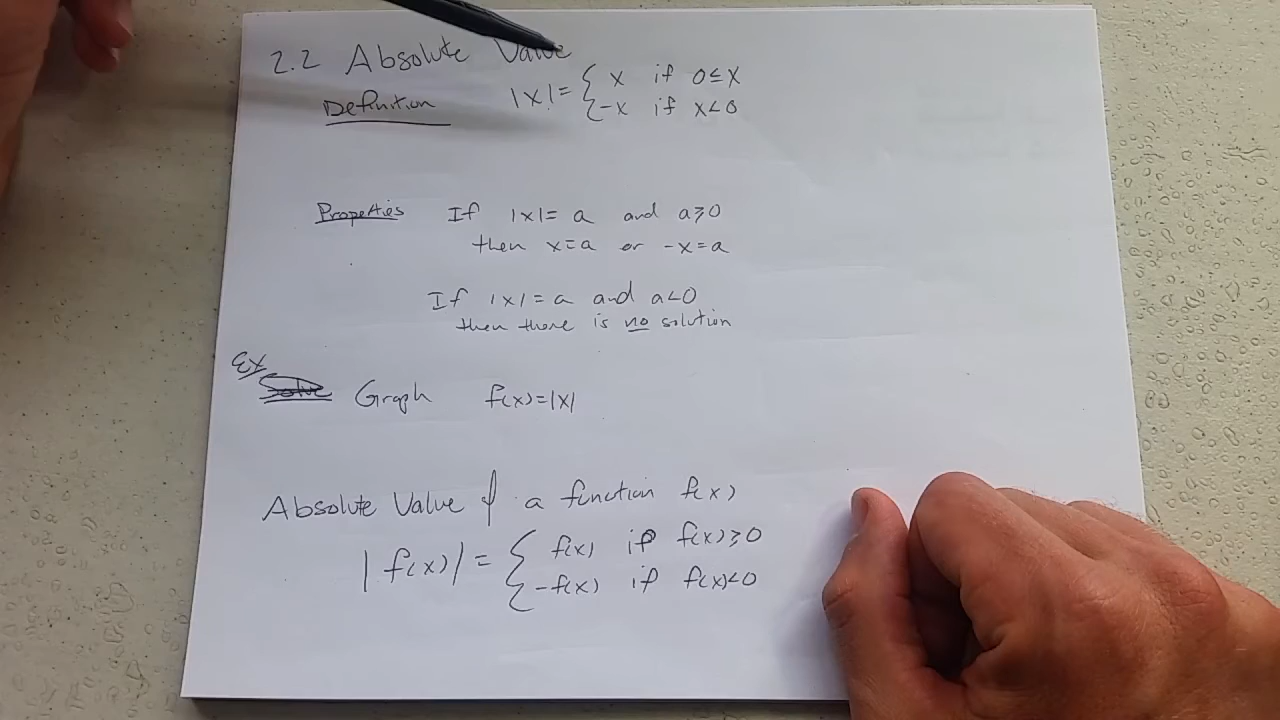 2.2 Absolute Value
Definition |x| = { x if 0 ≤ x
{ -x if x < 0
Properties If |x| = a and a ≥ 0
then x = a or -x = a
If |x| = a and a < 0
then there is no solution
Ex
Solve Graph f(x) = |x|
Absolute Value of a function f(x)
|f(x)| = { f(x) if f(x) ≥ 0
{ -f(x) if f(x) < 0